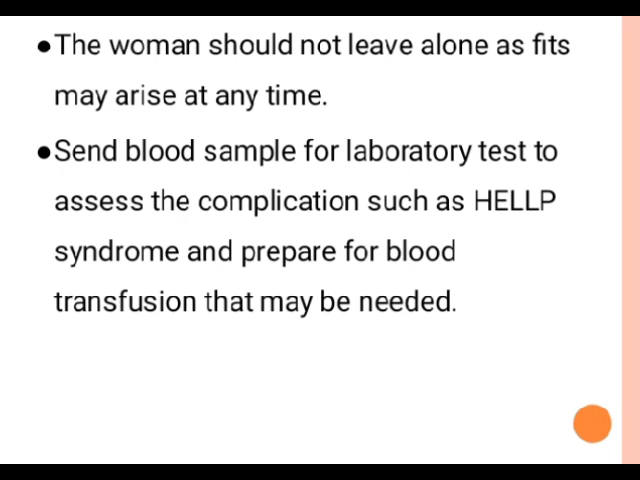 ●The woman should not leave alone as fits
may arise at any time.
●Send blood sample for laboratory test to
assess the complication such as HELLP
syndrome and prepare for blood
transfusion that may be needed.